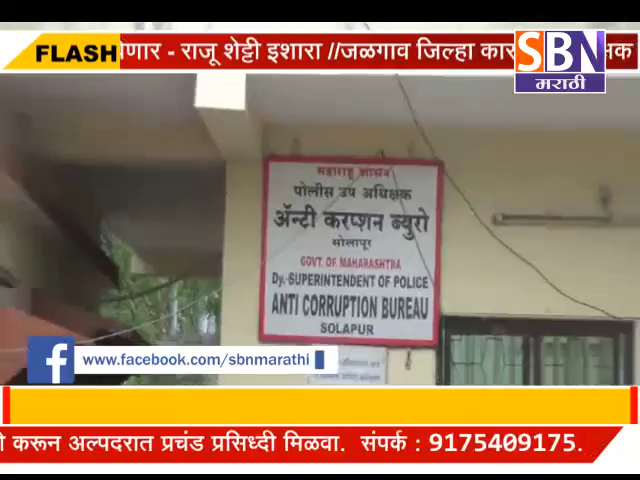 FLASH
णार - राजू शेट्टी इशारा //जळगाव जिल्हा कार
SBN
मराठी
महाराष्ट्र शासन
पोलीस उप अधिक्षक
ॲन्टी करप्शन ब्युरो
सोलापूर
GOVT. OF. MAHARASHTRA
Dy. SUPERINTENDENT OF POLICE
ANTI CORRUPTION BUREAU
SOLAPUR
f www.facebook.com/sbnmarathi
करून अल्पदरात प्रचंड प्रसिध्दी मिळवा. संपर्क : 9175409175.